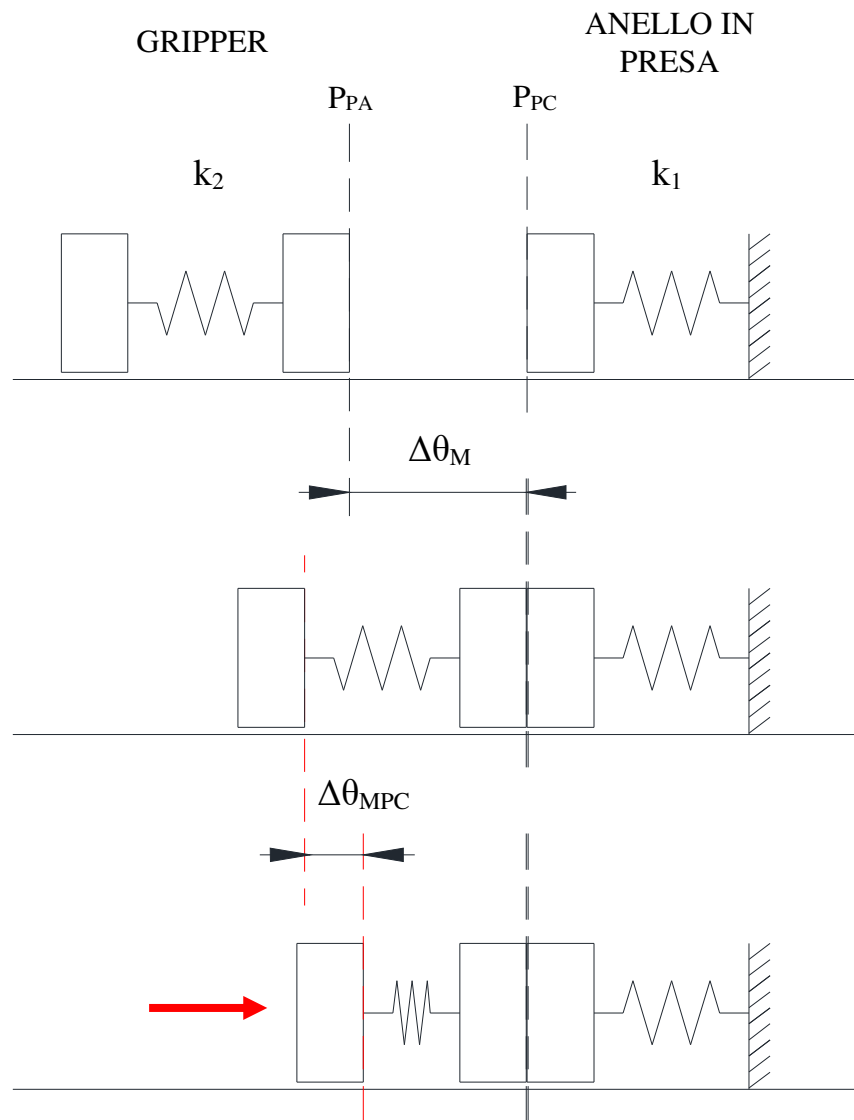 GRIPPER
ANELLO IN
PRESA
P_PA
P_PC
k₂
k₁
Δθ_M
Δθ_MPC